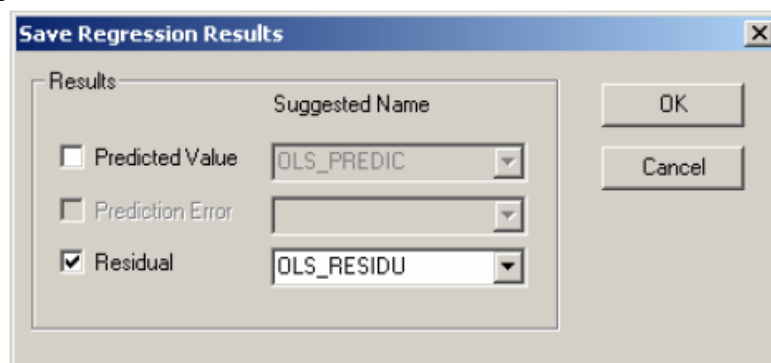 Save Regression Results
Results
Suggested Name
OK
Predicted Value OLS_PREDIC
Cancel
Prediction Error
Residual OLS_RESIDU